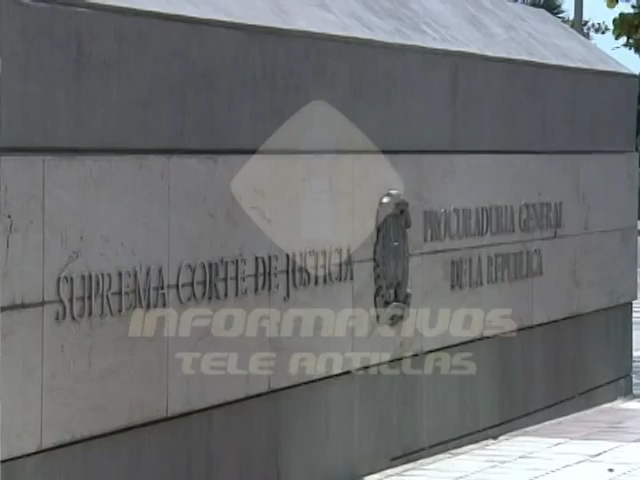 SUPREMA CORTE DE JUSTICIA
PROCURADURIA GENERAL
DE LA REPUBLICA
INFORMATIVOS
TELE ANTILLAS